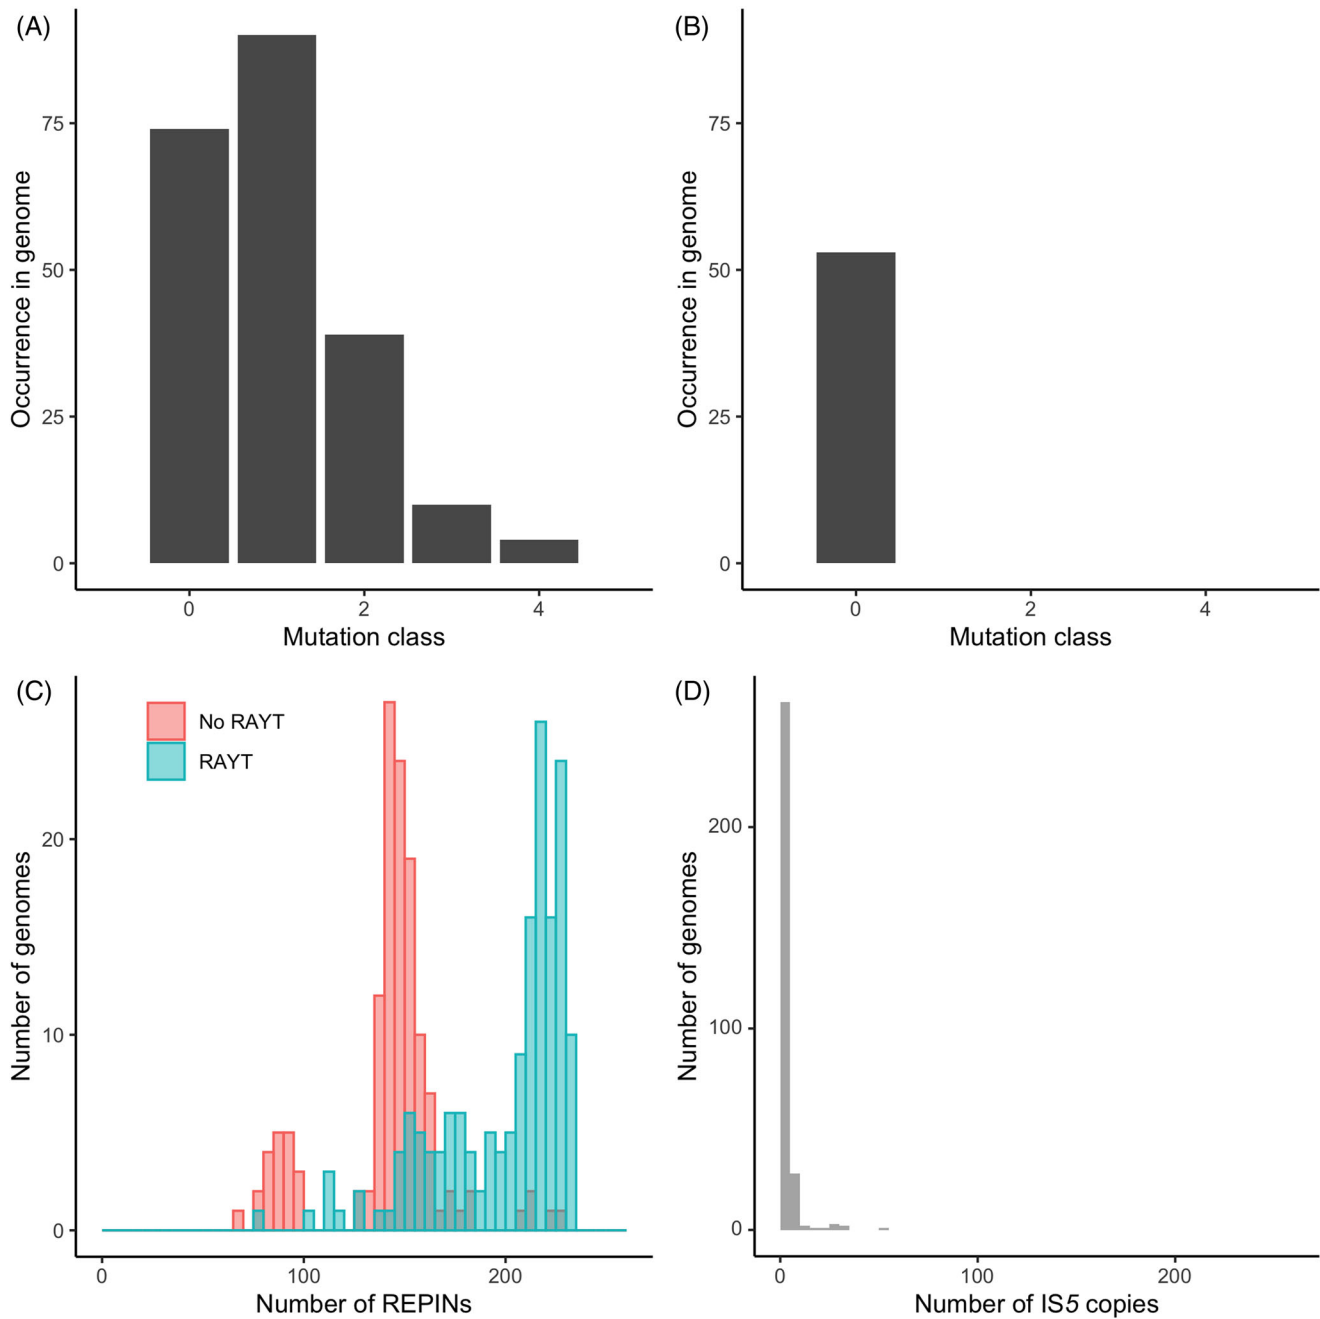 (A)
Occurrence in genome
75
50
25
0
0 2 4
Mutation class
(B)
Occurrence in genome
75
50
25
0
0 2 4
Mutation class
(C)
No RAYT
RAYT
Number of genomes
20
10
0
0 100 200
Number of REPINs
(D)
Number of genomes
200
100
0
0 100 200
Number of IS5 copies